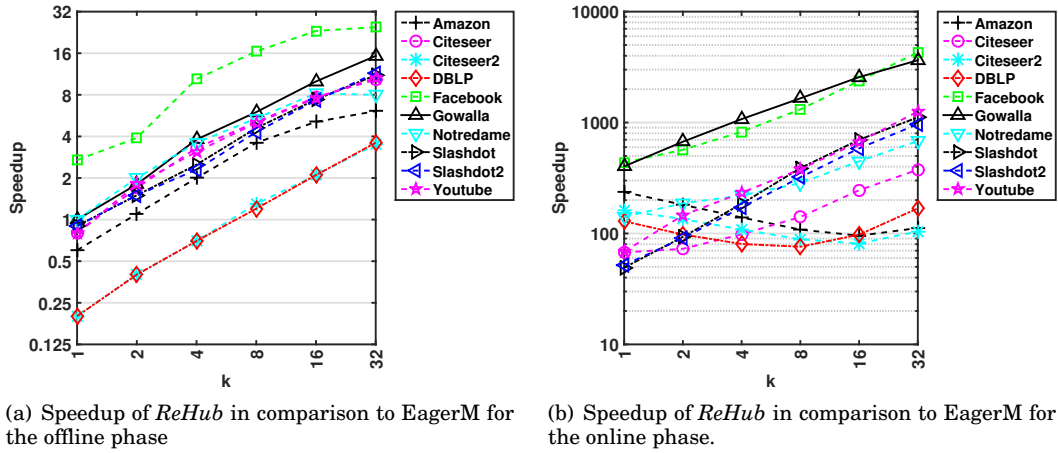 32
16
8
4
2
1
0.5
0.25
0.125
Speedup
1
2
4
8
16
32
k
Amazon
Citeseer
Citeseer2
DBLP
Facebook
Gowalla
Notredame
Slashdot
Slashdot2
Youtube
(a) Speedup of ReHub in comparison to EagerM for
the offline phase
10000
1000
100
10
Speedup
1
2
4
8
16
32
k
Amazon
Citeseer
Citeseer2
DBLP
Facebook
Gowalla
Notredame
Slashdot
Slashdot2
Youtube
(b) Speedup of ReHub in comparison to EagerM for
the online phase.